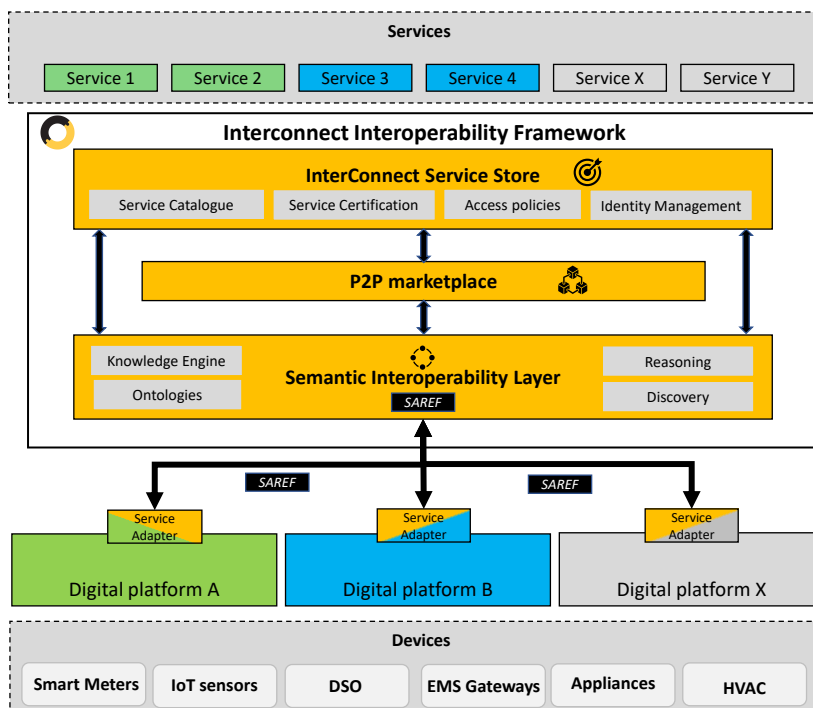 Services
Service 1 Service 2 Service 3 Service 4 Service X Service Y
Interconnect Interoperability Framework
InterConnect Service Store
Service Catalogue Service Certification Access policies Identity Management
P2P marketplace
Knowledge Engine Reasoning
Semantic Interoperability Layer
Ontologies Discovery
SAREF
SAREF SAREF
Service Adapter Service Adapter Service Adapter
Digital platform A Digital platform B Digital platform X
Devices
Smart Meters IoT sensors DSO EMS Gateways Appliances HVAC